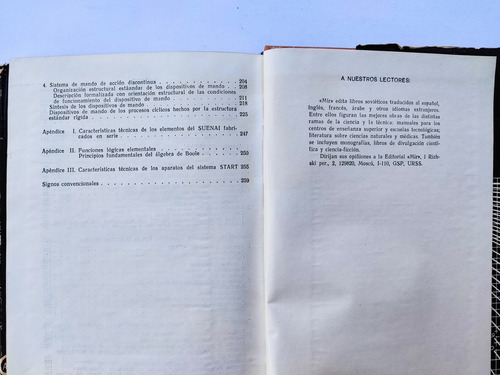 4. Sistema de mando de acción discontinua . . . . . . . . . . 204
Organización estructural estándar de los dispositivos de mando . . 208
Descripción formalizada con orientación estructural de las condiciones
de funcionamiento del dispositivo de mando . . . . . . . . . . 211
Síntesis de los dispositivos de mando . . . . . . . . . . 218
Dispositivos de mando de los procesos cíclicos hechos por la estructura
estándar rígida . . . . . . . . . . 225
Apéndice I. Características técnicas de los elementos del SUENAI fabri-
cados en serie . . . . . . . . . . 247
Apéndice II. Funciones lógicas elementales
Principios fundamentales del álgebra de Boole . . . . 253
Apéndice III. Características técnicas de los aparatos del sistema START 255
Signos convencionales . . . . . . . . . . 259
A NUESTROS LECTORES:
«Mir» edita libros soviéticos traducidos al español,
inglés, francés, árabe y otros idiomas extranjeros.
Entre ellos figuran las mejores obras de las distintas
ramas de la ciencia y la técnica: manuales para los
centros de enseñanza superior y escuelas tecnológicas;
literatura sobre ciencias naturales y médicas. También
se incluyen monografías, libros de divulgación científica
y ciencia-ficción.
Dirijan sus opiniones a la Editorial «Mir», 1 Rizh-
ski per., 2, 129820, Moscú, I-110, GSP, URSS.